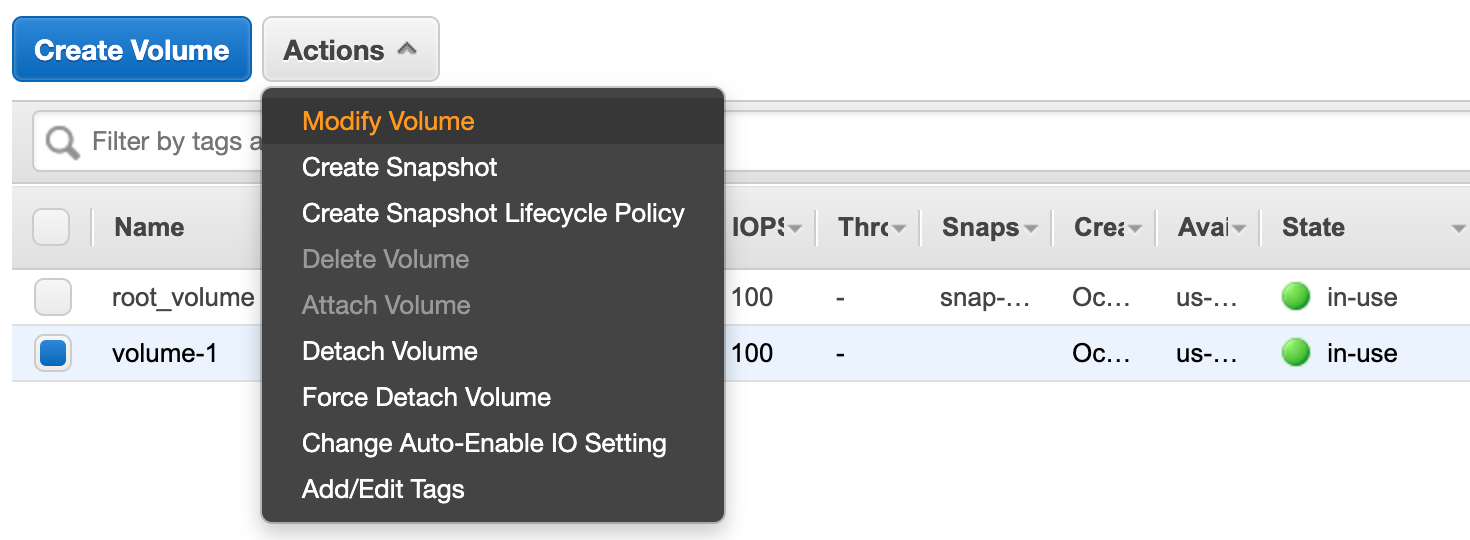 Create Volume Actions
Modify Volume
Filter by tags a
Create Snapshot
Create Snapshot Lifecycle Policy
Name IOPS Thro Snaps Crea Avai State
Delete Volume
root_volume 100 - snap-... Oc... us-... in-use
Attach Volume
volume-1 100 - Oc... us-... in-use
Detach Volume
Force Detach Volume
Change Auto-Enable IO Setting
Add/Edit Tags